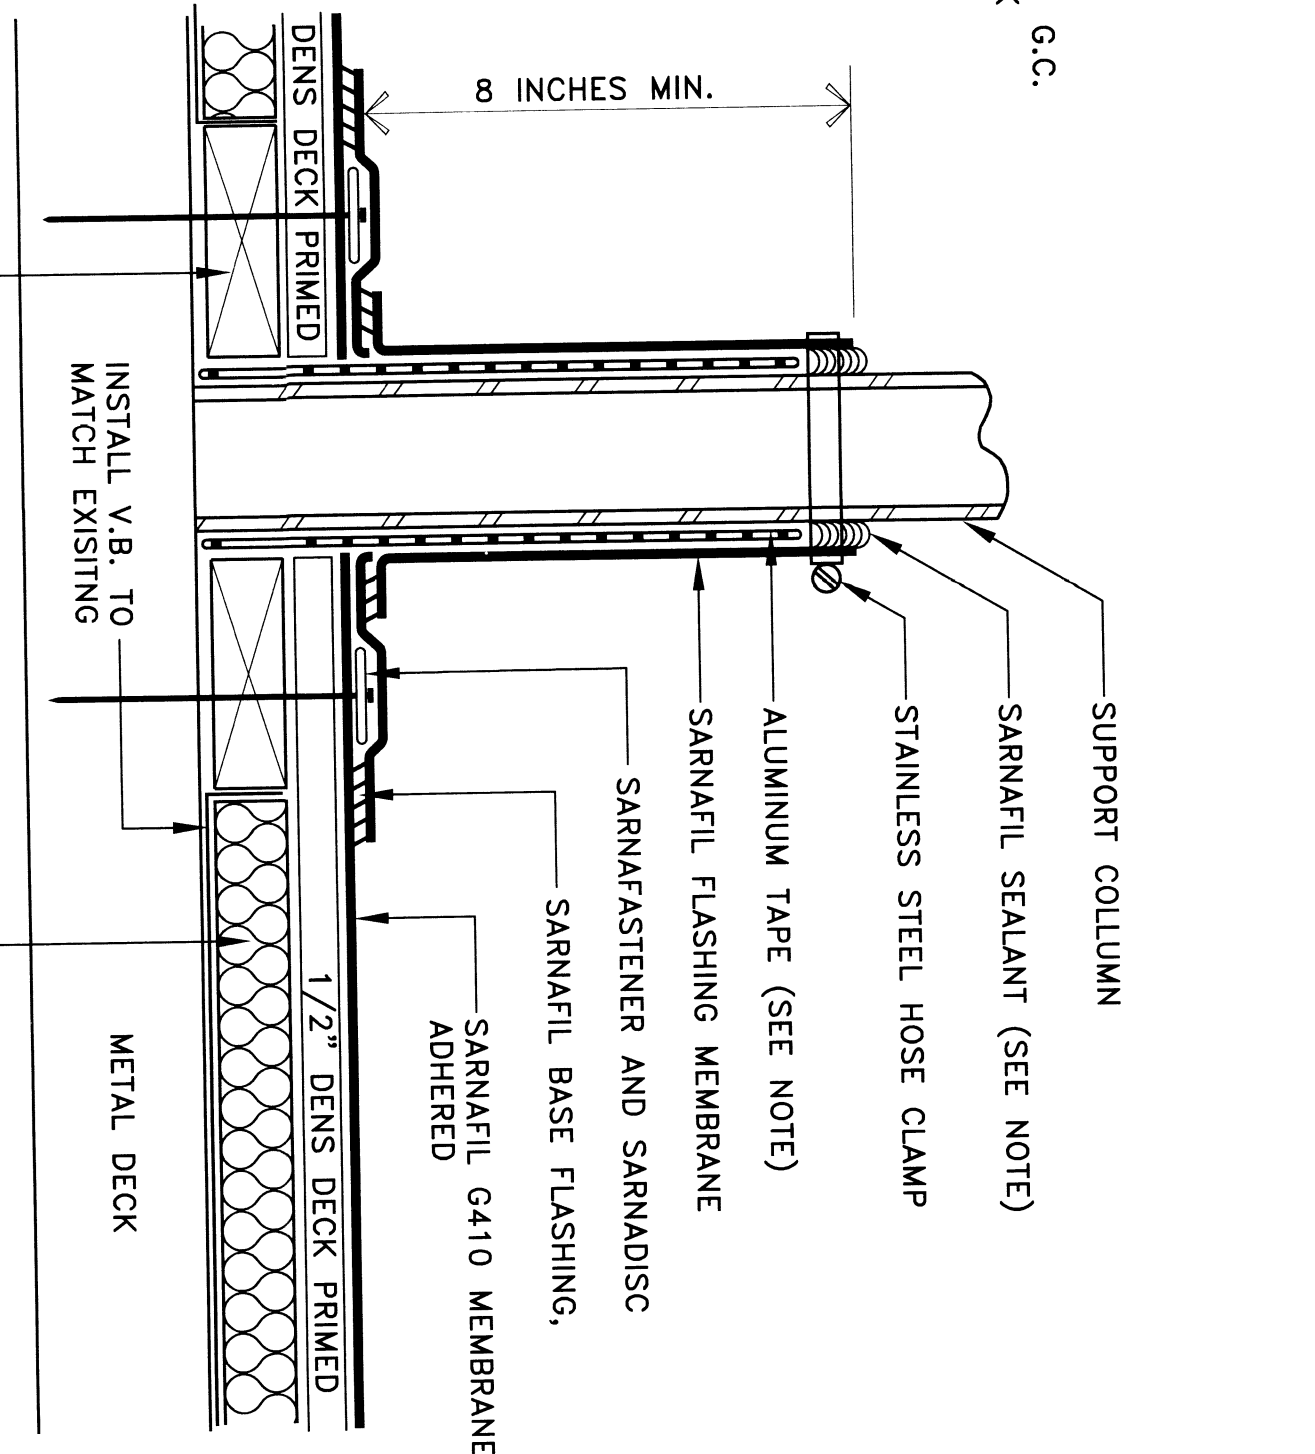 G.C.
8 INCHES MIN.
SUPPORT COLLUMN
SARNAFIL SEALANT (SEE NOTE)
STAINLESS STEEL HOSE CLAMP
ALUMINUM TAPE (SEE NOTE)
SARNAFIL FLASHING MEMBRANE
SARNAFASTENER AND SARNADISC
SARNAFIL BASE FLASHING,
SARNAFIL G410 MEMBRANE
ADHERED
DENS DECK PRIMED
1/2" DENS DECK PRIMED
INSTALL V.B. TO
MATCH EXISITNG
METAL DECK